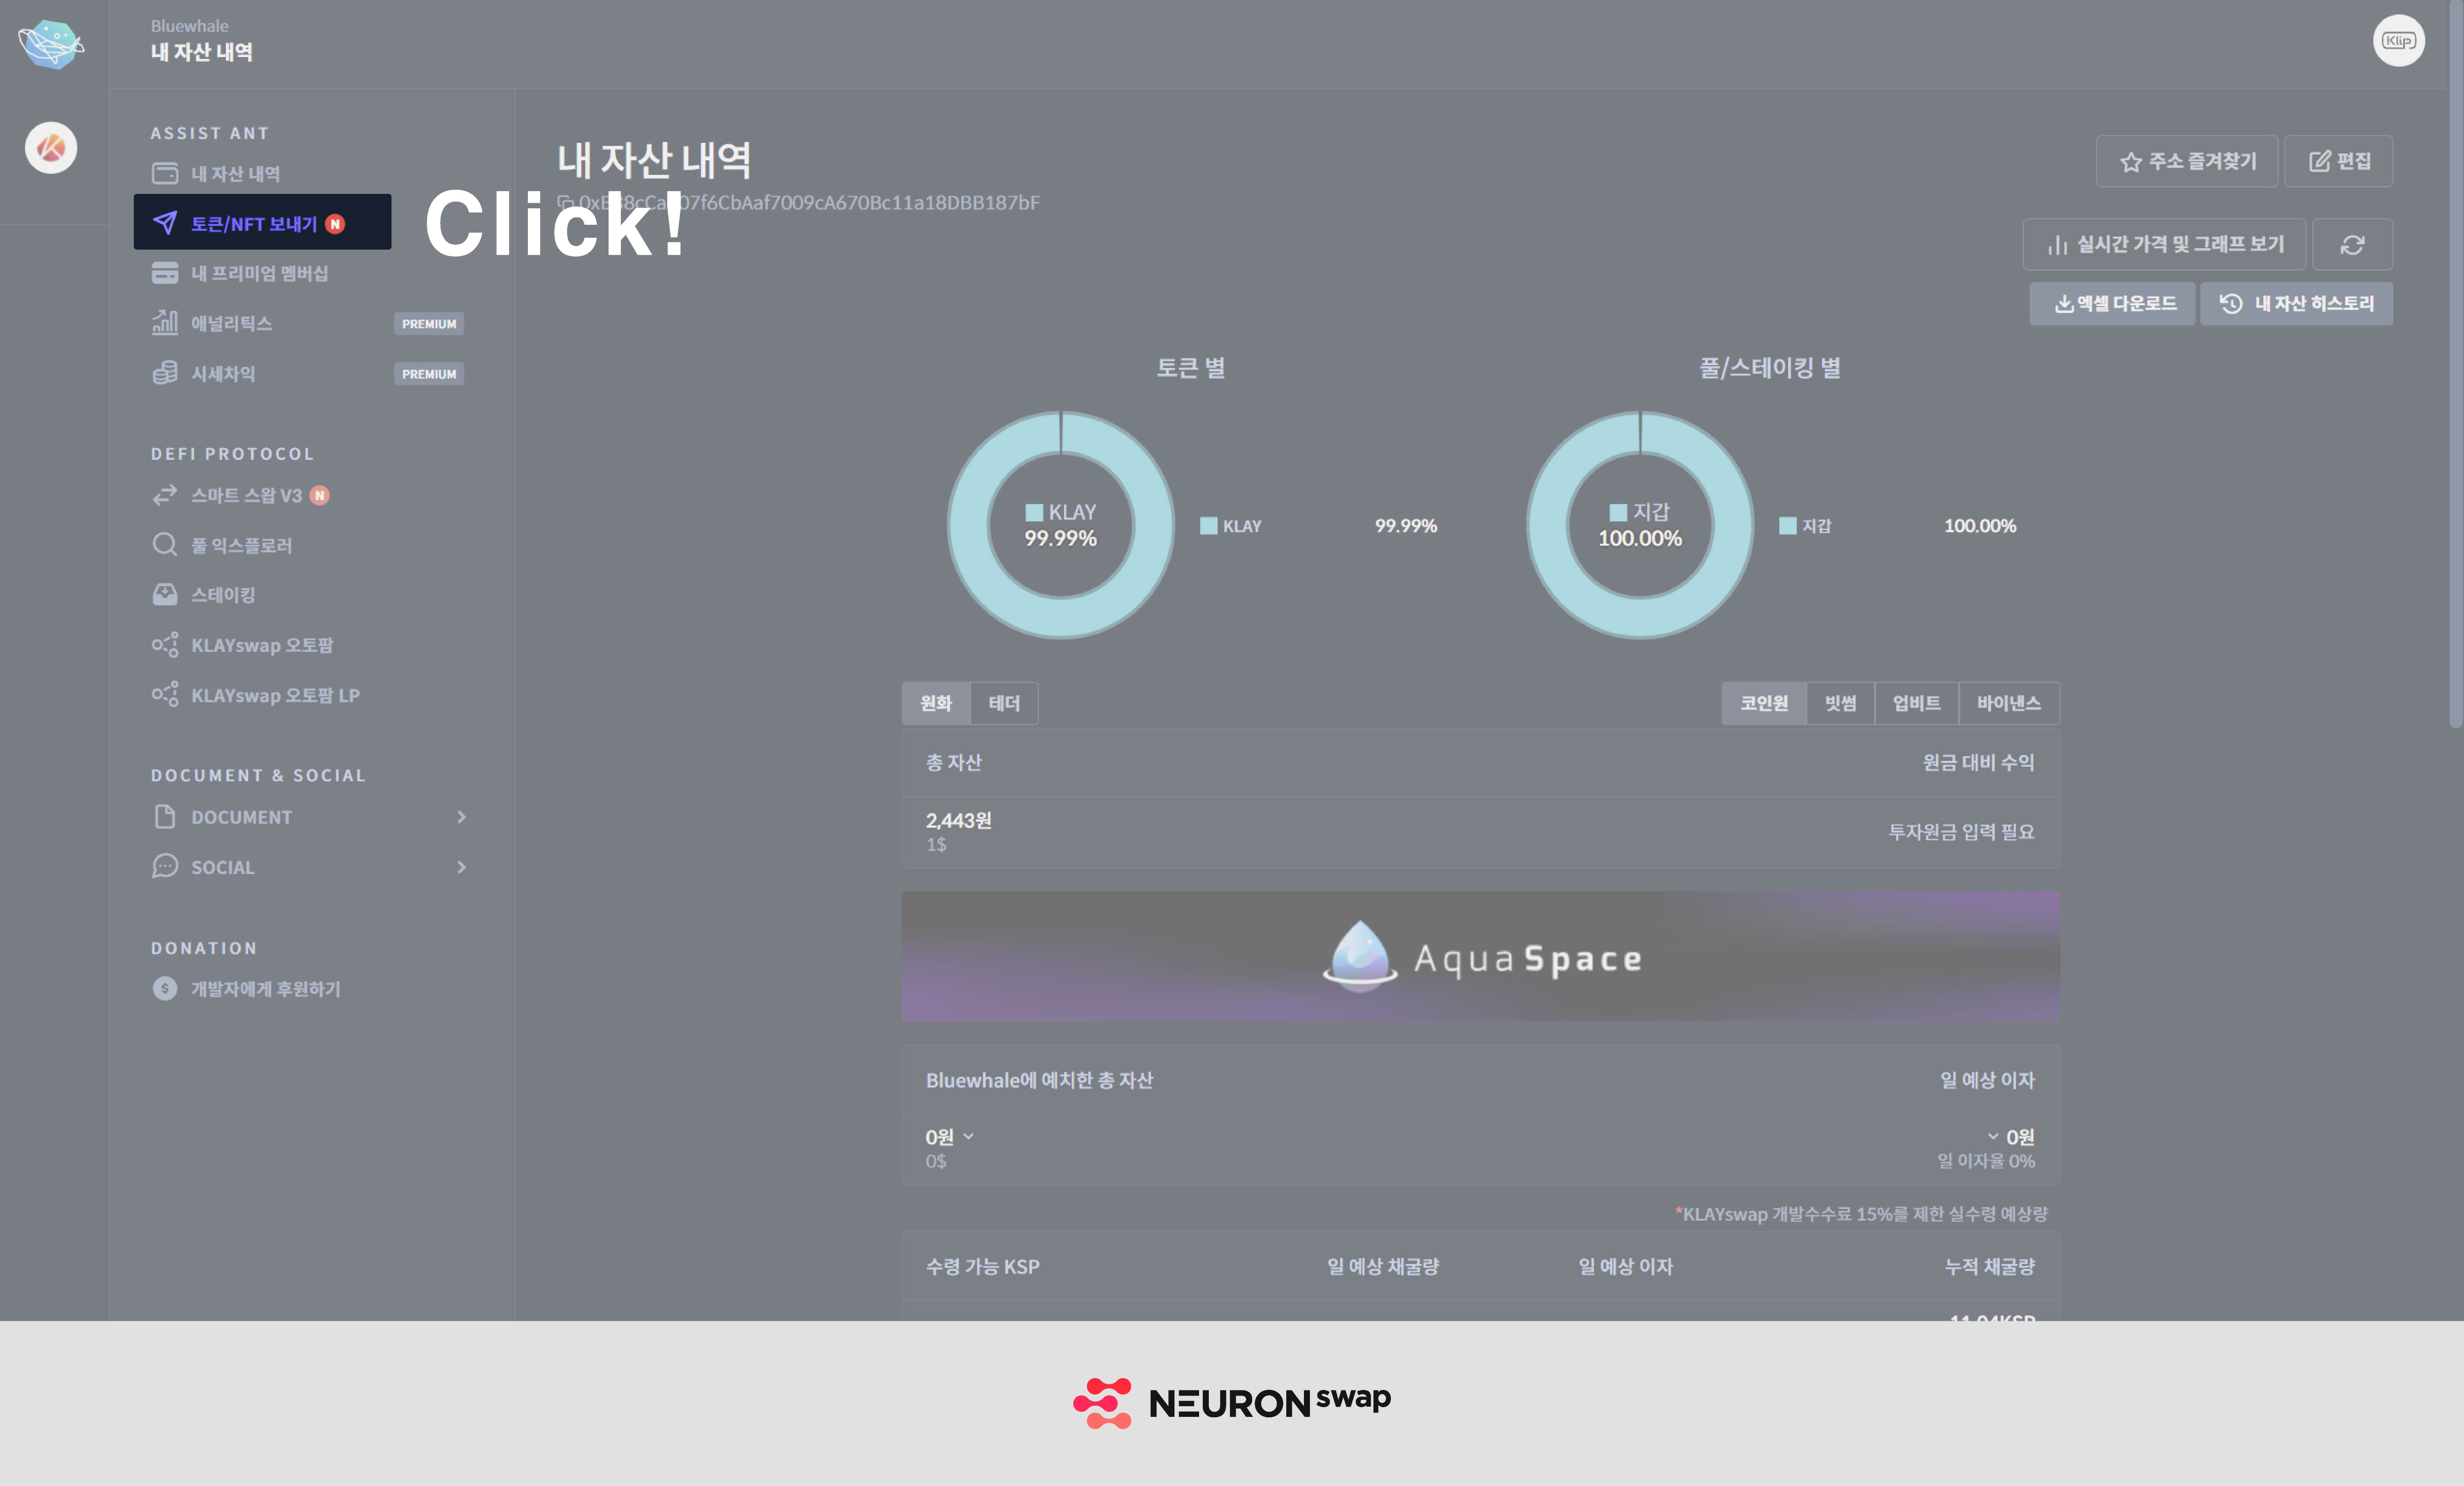 Bluewhale
내 자산 내역
Klip
ASSIST ANT
내 자산 내역
토큰/NFT 보내기 N
Click!
내 프리미엄 멤버십
애널리틱스 PREMIUM
시세차익 PREMIUM
DEFI PROTOCOL
스마트 스왑 V3 N
풀 익스플로러
스테이킹
KLAYswap 오토팜
KLAYswap 오토팜 LP
DOCUMENT & SOCIAL
DOCUMENT
SOCIAL
DONATION
개발자에게 후원하기
내 자산 내역
주소 즐겨찾기 편집
실시간 가격 및 그래프 보기
엑셀 다운로드 내 자산 히스토리
토큰 별 풀/스테이킹 별
KLAY
99.99%
KLAY 99.99%
지갑
100.00%
지갑 100.00%
원화 테더 코인원 빗썸 업비트 바이낸스
총 자산 원금 대비 수익
2,443원
1$
투자원금 입력 필요
Aqua Space
Bluewhale에 예치한 총 자산 일 예상 이자
0원 0원
0$ 일 이자율 0%
*KLAYswap 개발수수료 15%를 제한 실수령 예상량
수령 가능 KSP 일 예상 채굴량 일 예상 이자 누적 채굴량
NEURON swap